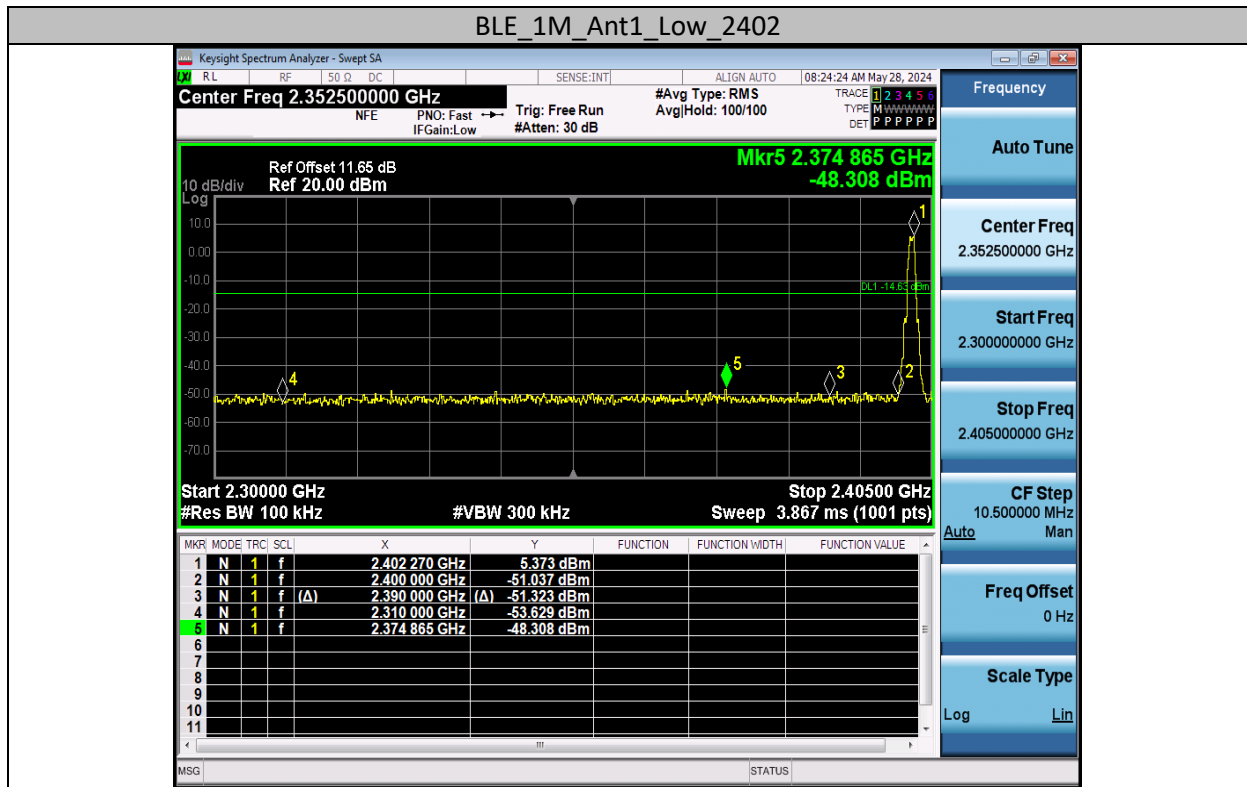 BLE_1M_Ant1_Low_2402
Keysight Spectrum Analyzer - Swept SA
LXI RL RF 50 Ω DC SENSE:INT ALIGN AUTO 08:24:24 AM May 28, 2024
Center Freq 2.352500000 GHz #Avg Type: RMS TRACE 1 2 3 4 5 6
NFE PNO: Fast Trig: Free Run Avg|Hold: 100/100 TYPE M WWWWW
IFGain:Low #Atten: 30 dB DET P P P P P P
Mkr5 2.374 865 GHz
-48.308 dBm
Ref Offset 11.65 dB
10 dB/div Ref 20.00 dBm
Log
10.0
0.00
-10.0
-20.0
-30.0
-40.0
-50.0
-60.0
-70.0
DL1 -14.63 dBm
1
2
3
4
5
Start 2.30000 GHz Stop 2.40500 GHz
#Res BW 100 kHz #VBW 300 kHz Sweep 3.867 ms (1001 pts)
MKR MODE TRC SCL X Y FUNCTION FUNCTION WIDTH FUNCTION VALUE
1 N 1 f 2.402 270 GHz 5.373 dBm
2 N 1 f 2.400 000 GHz -51.037 dBm
3 N 1 f (Δ) 2.390 000 GHz (Δ) -51.323 dBm
4 N 1 f 2.310 000 GHz -53.629 dBm
5 N 1 f 2.374 865 GHz -48.308 dBm
6
7
8
9
10
11
MSG STATUS
Frequency
Auto Tune
Center Freq
2.352500000 GHz
Start Freq
2.300000000 GHz
Stop Freq
2.405000000 GHz
CF Step
10.500000 MHz
Auto Man
Freq Offset
0 Hz
Scale Type
Log Lin